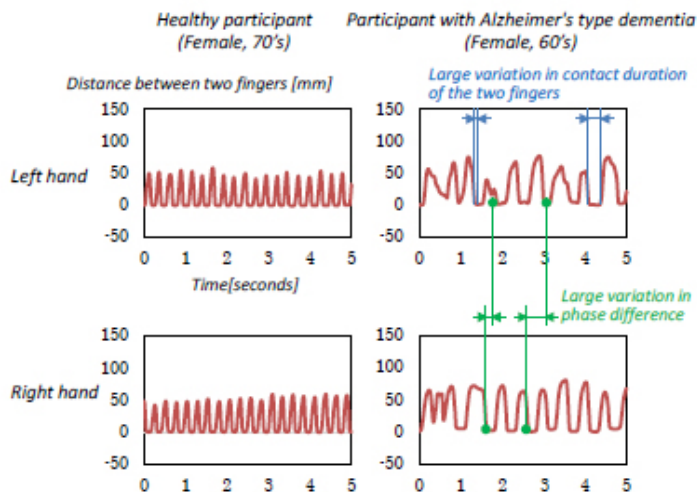 Healthy participant
(Female, 70's)
Participant with Alzheimer's type dementia
(Female, 60's)
Distance between two fingers [mm]
Large variation in contact duration
of the two fingers
Left hand
150
100
50
0
-50
0 1 2 3 4 5
Time[seconds]
150
100
50
0
-50
0 1 2 3 4 5
Large variation in
phase difference
Right hand
150
100
50
0
-50
0 1 2 3 4 5
150
100
50
0
-50
0 1 2 3 4 5